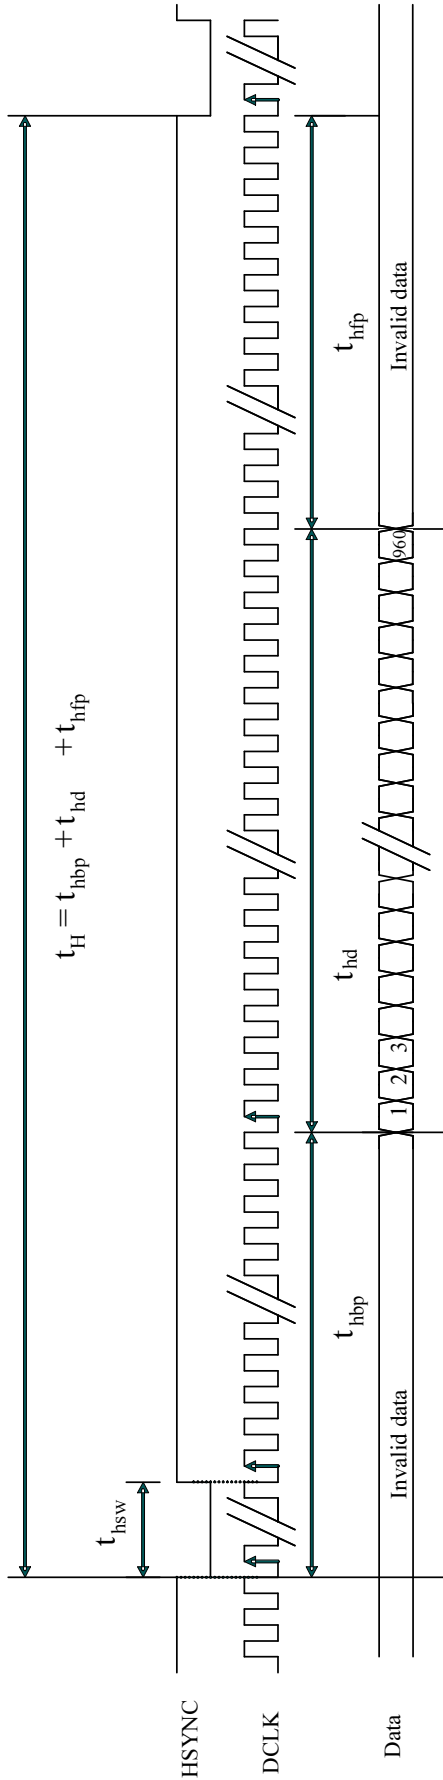 t_H = t_hbp + t_hd + t_hfp
t_hsw
HSYNC
DCLK
t_hbp
t_hd
t_hfp
Data
Invalid data
1 2 3
960
Invalid data